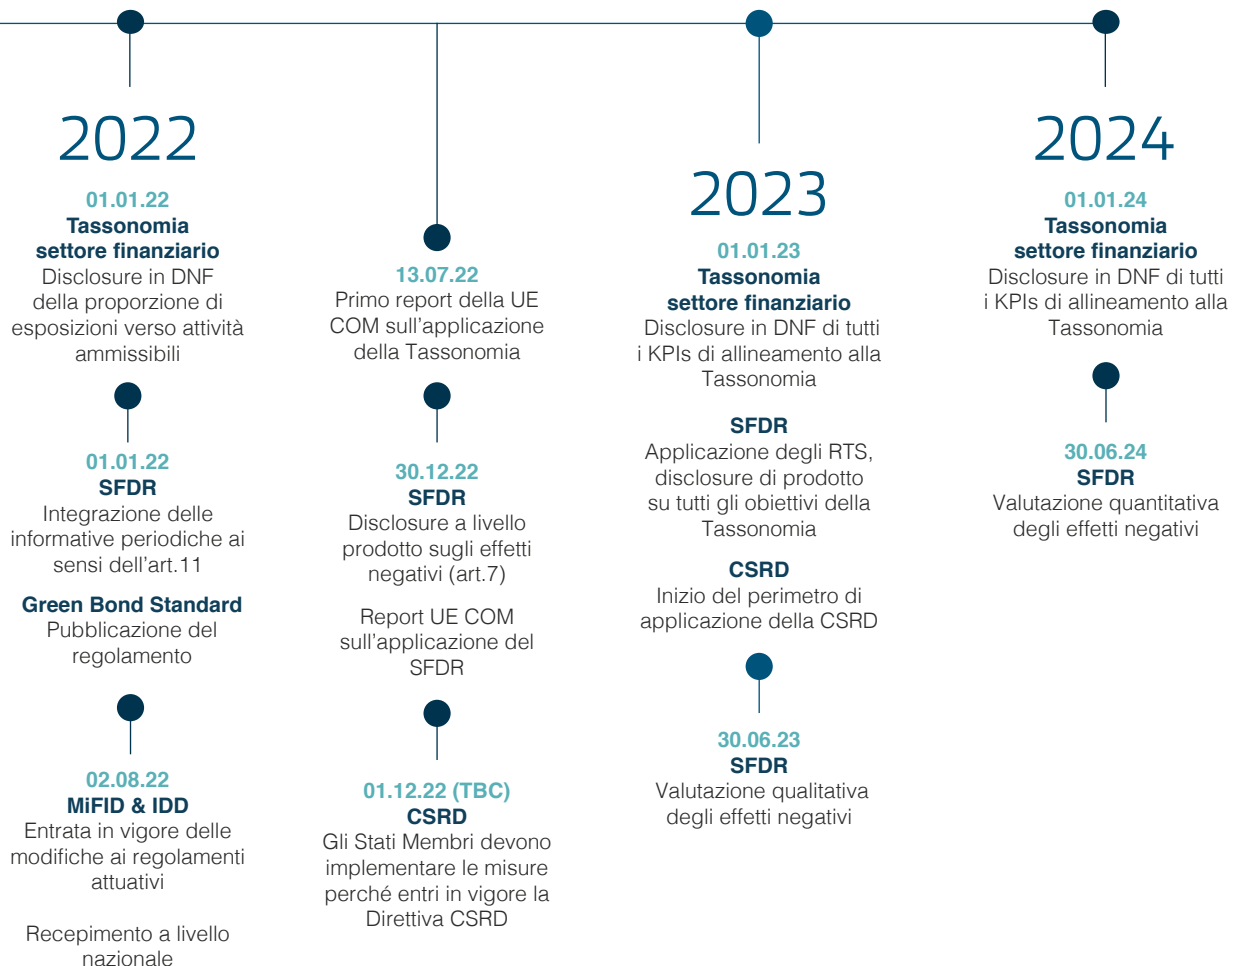 2022
01.01.22
Tassonomia
settore finanziario
Disclosure in DNF
della proporzione di
esposizioni verso attività
ammissibili
01.01.22
SFDR
Integrazione delle
informative periodiche ai
sensi dell’art.11
Green Bond Standard
Pubblicazione del
regolamento
02.08.22
MiFID & IDD
Entrata in vigore delle
modifiche ai regolamenti
attuativi
Recepimento a livello
nazionale
13.07.22
Primo report della UE
COM sull’applicazione
della Tassonomia
30.12.22
SFDR
Disclosure a livello
prodotto sugli effetti
negativi (art.7)
Report UE COM
sull’applicazione del
SFDR
01.12.22 (TBC)
CSRD
Gli Stati Membri devono
implementare le misure
perché entri in vigore la
Direttiva CSRD
2023
01.01.23
Tassonomia
settore finanziario
Disclosure in DNF di tutti
i KPIs di allineamento alla
Tassonomia
SFDR
Applicazione degli RTS,
disclosure di prodotto
su tutti gli obiettivi della
Tassonomia
CSRD
Inizio del perimetro di
applicazione della CSRD
30.06.23
SFDR
Valutazione qualitativa
degli effetti negativi
2024
01.01.24
Tassonomia
settore finanziario
Disclosure in DNF di tutti
i KPIs di allineamento alla
Tassonomia
30.06.24
SFDR
Valutazione quantitativa
degli effetti negativi